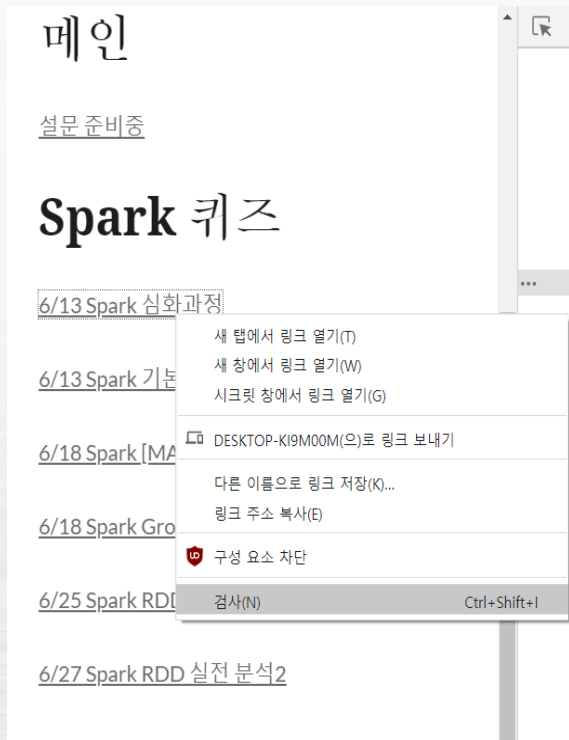 메인
설문 준비중
Spark 퀴즈
6/13 Spark 심화과정
새 탭에서 링크 열기(T)
새 창에서 링크 열기(W)
6/13 Spark 기본
시크릿 창에서 링크 열기(G)
DESKTOP-KI9M00M(으)로 링크 보내기
6/18 Spark [MA
다른 이름으로 링크 저장(K)...
링크 주소 복사(E)
6/18 Spark Gro
구성 요소 차단
6/25 Spark RDD
검사(N) Ctrl+Shift+I
6/27 Spark RDD 실전 분석2